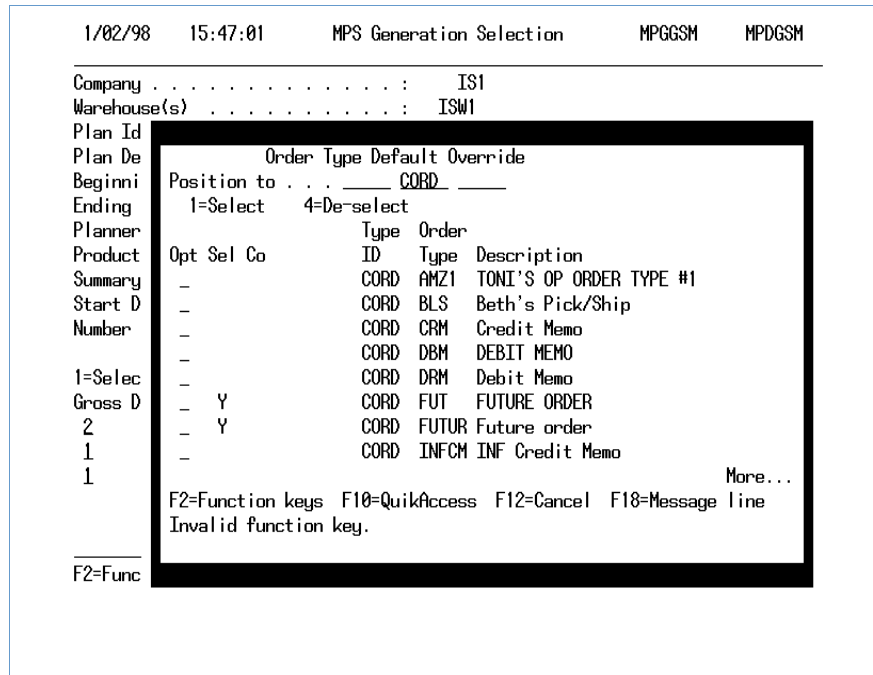 1/02/98 15:47:01 MPS Generation Selection MPGGSM MPDGSM
Company . . . . . . . . . . . . . . : IS1
Warehouse(s) . . . . . . . . . . . : ISW1
Plan Id
Plan De
Beginni
Ending
Planner
Product
Summary
Start D
Number
1=Selec
Gross D
2
1
1
F2=Func
Order Type Default Override
Position to . . . _____ CORD_ _____
1=Select 4=De-select
Type Order
Opt Sel Co ID Type Description
_ CORD AMZ1 TONI'S OP ORDER TYPE #1
_ CORD BLS Beth's Pick/Ship
_ CORD CRM Credit Memo
_ CORD DBM DEBIT MEMO
_ CORD DRM Debit Memo
_ Y CORD FUT FUTURE ORDER
_ Y CORD FUTUR Future order
_ CORD INFCM INF Credit Memo
More...
F2=Function keys F10=QuikAccess F12=Cancel F18=Message line
Invalid function key.